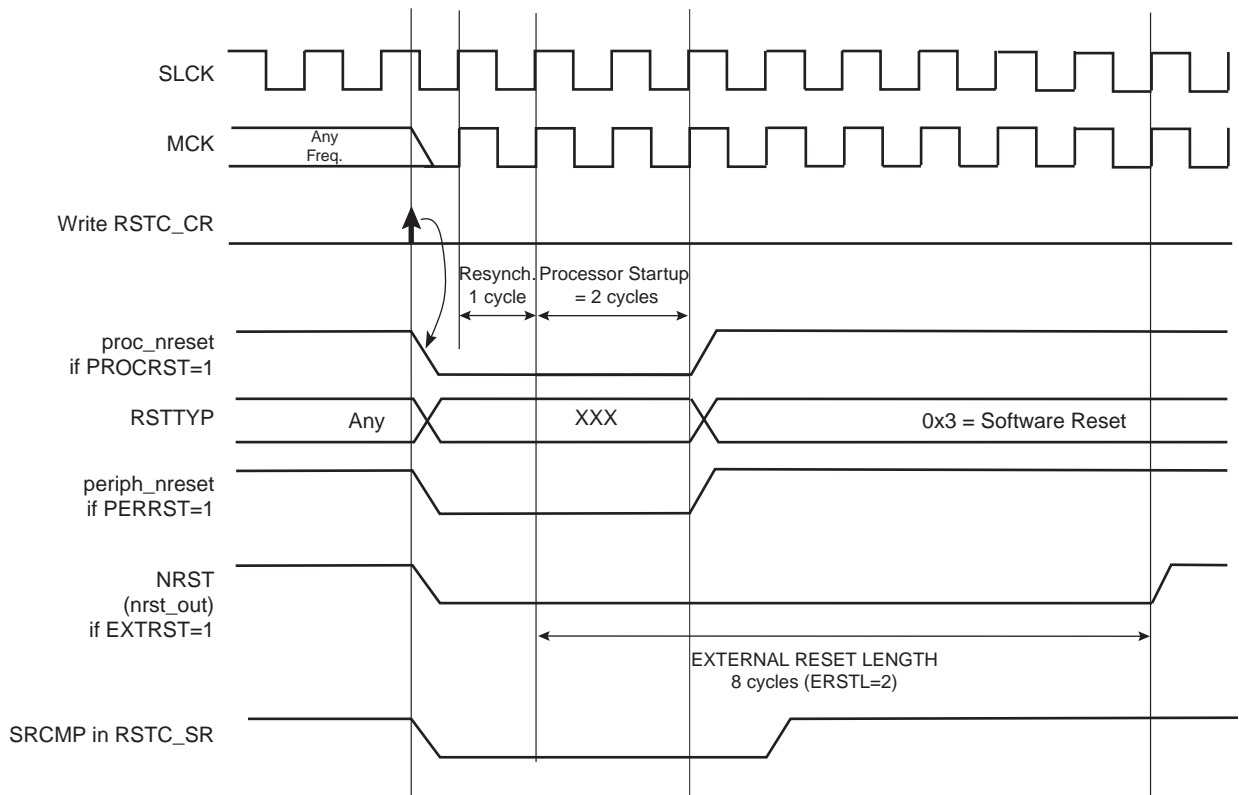 SLCK
MCK
Any
Freq.
Write RSTC_CR
Resynch.
1 cycle
Processor Startup
= 2 cycles
proc_nreset
if PROCRST=1
RSTTYP
Any
XXX
0x3 = Software Reset
periph_nreset
if PERRST=1
NRST
(nrst_out)
if EXTRST=1
EXTERNAL RESET LENGTH
8 cycles (ERSTL=2)
SRCMP in RSTC_SR